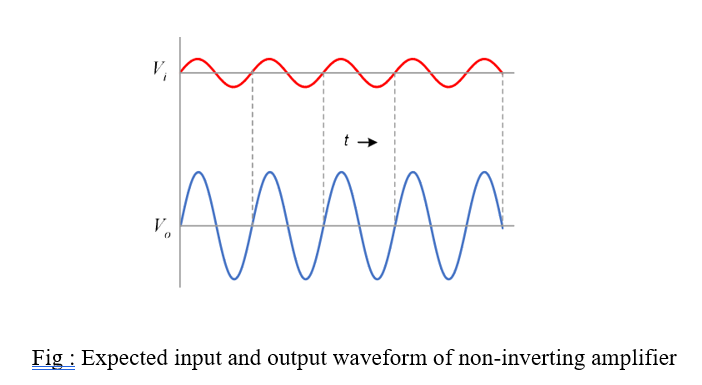 Vi
t
Vo
Fig : Expected input and output waveform of non-inverting amplifier